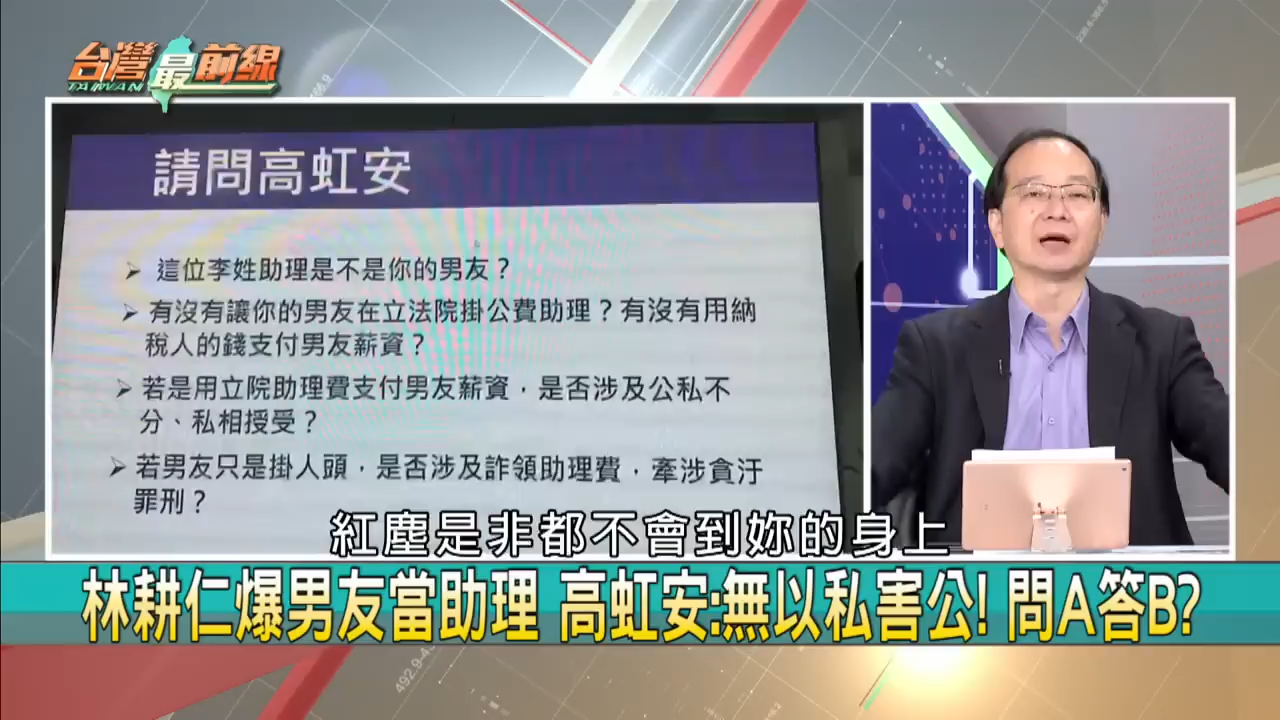 台灣最前線
TAIWAN
請問高虹安
➢ 這位李姓助理是不是你的男友？
➢ 有沒有讓你的男友在立法院掛公費助理？有沒有用納
稅人的錢支付男友薪資？
➢ 若是用立院助理費支付男友薪資，是否涉及公私不
分、私相授受？
➢ 若男友只是掛人頭，是否涉及詐領助理費，牽涉貪汙
罪刑？
紅塵是非都不會到妳的身上
林耕仁爆男友當助理 高虹安:無以私害公! 問A答B?